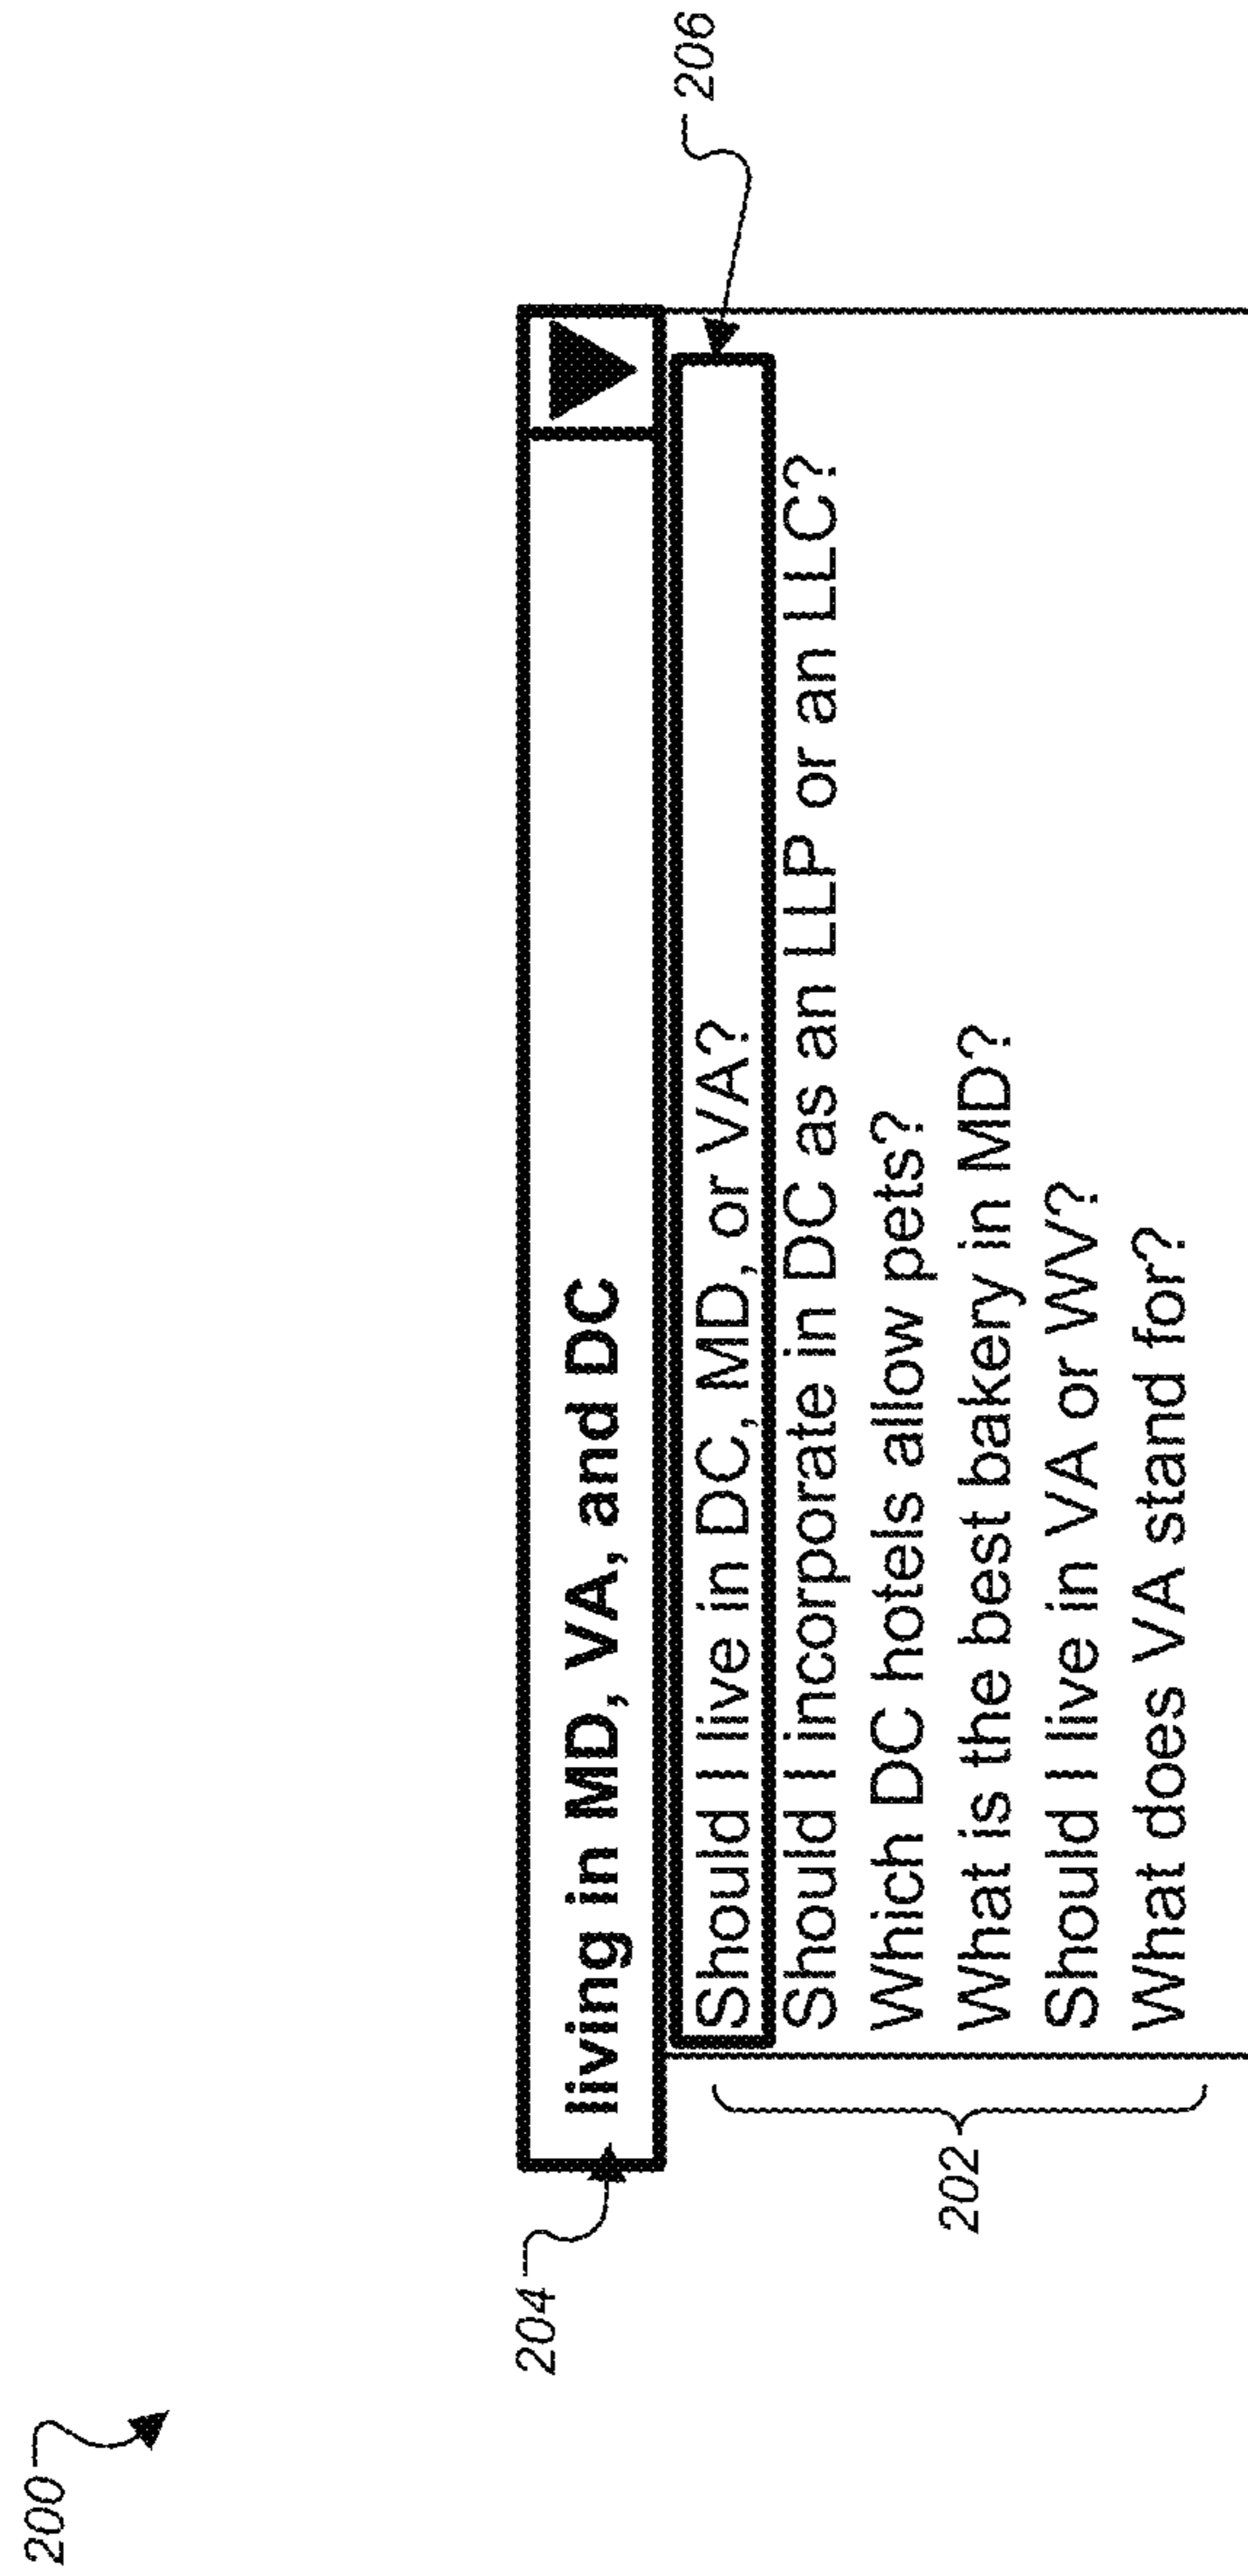 200
204
living in MD, VA, and DC
206
Should I live in DC, MD, or VA?
Should I incorporate in DC as an LLP or an LLC?
Which DC hotels allow pets?
202
What is the best bakery in MD?
Should I live in VA or WV?
What does VA stand for?